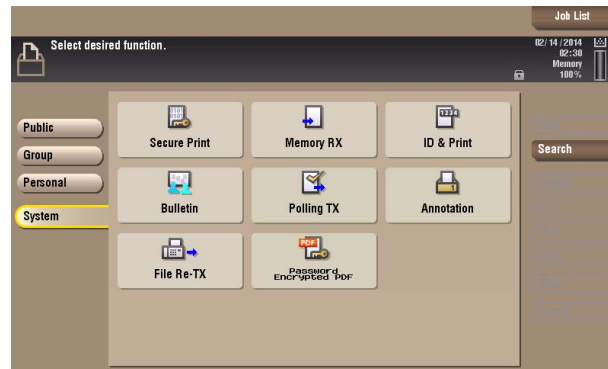 Job List
Select desired function.
02/14/2014
02:30
Memory
100%
Public
Group
Personal
System
Secure Print
Memory RX
ID & Print
Bulletin
Polling TX
Annotation
File Re-TX
PDF
Password
Encrypted PDF
Search